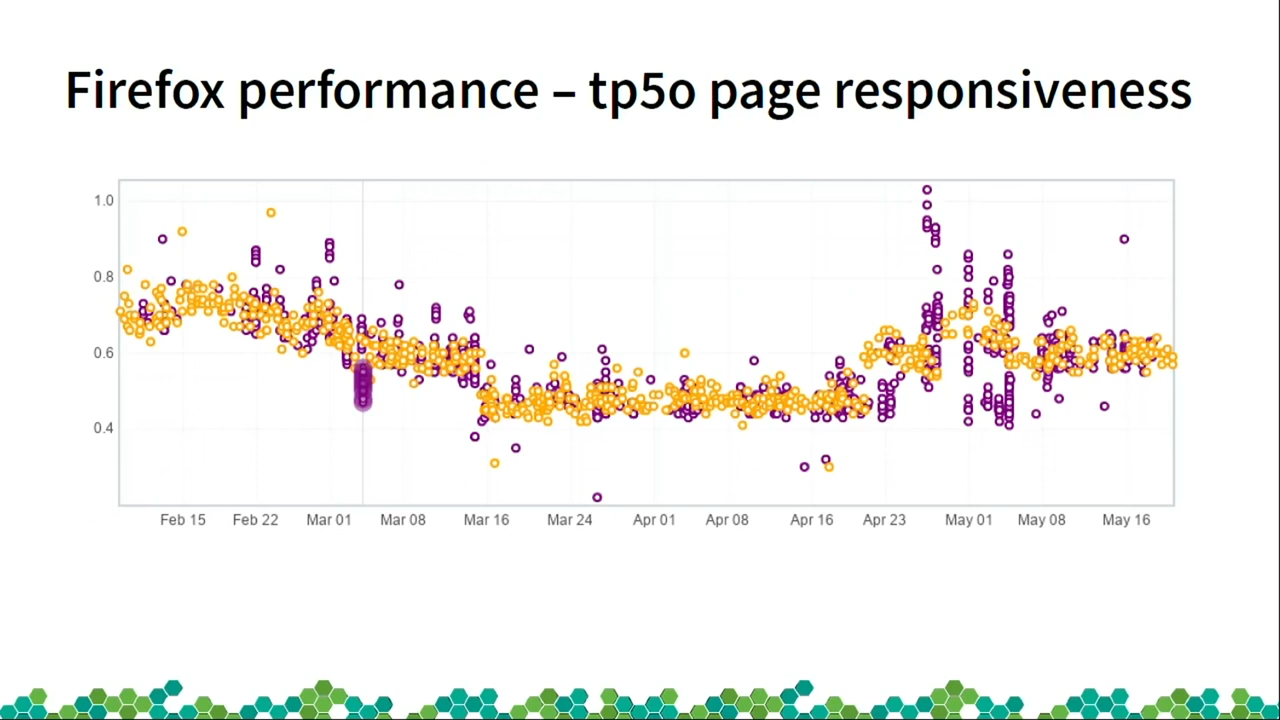 Firefox performance – tp5o page responsiveness
1.0
0.8
0.6
0.4
Feb 15 Feb 22 Mar 01 Mar 08 Mar 16 Mar 24 Apr 01 Apr 08 Apr 16 Apr 23 May 01 May 08 May 16